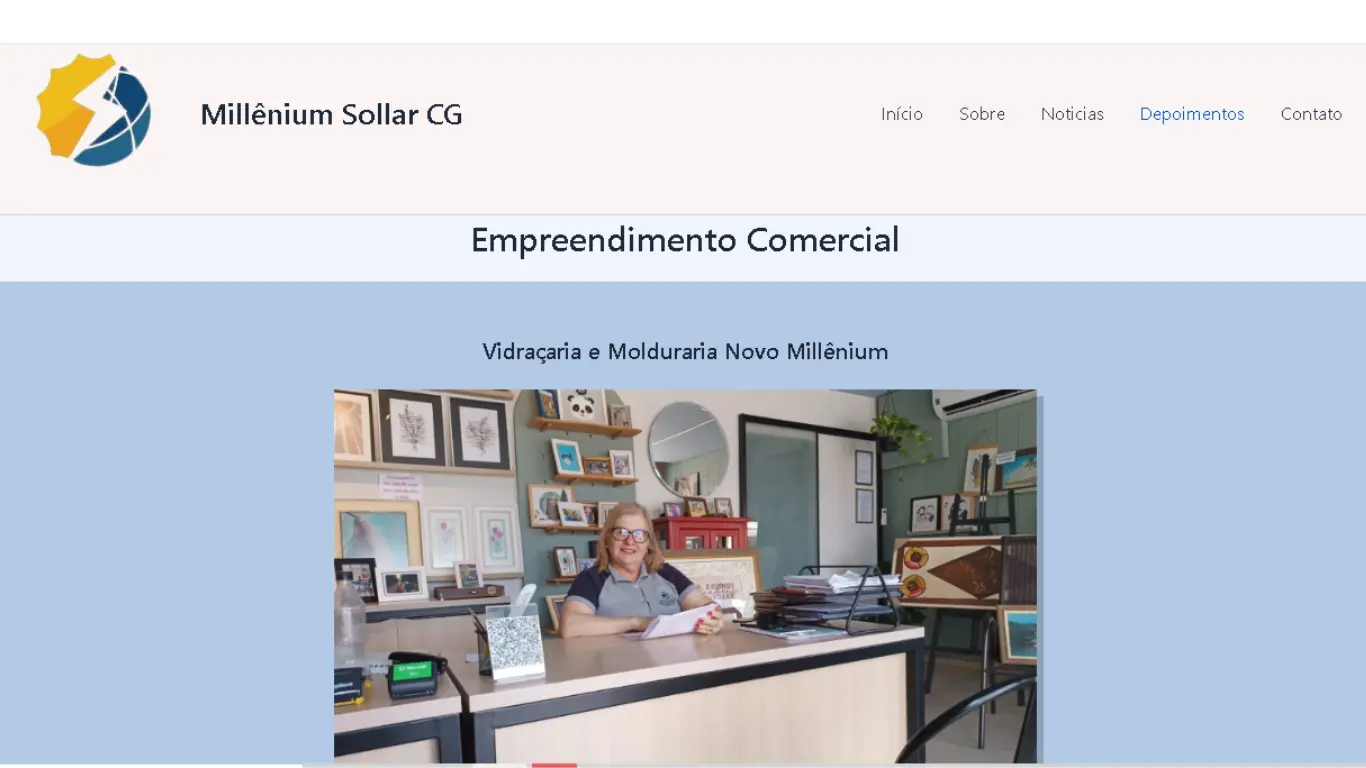 Millênium Sollar CG
Início
Sobre
Noticias
Depoimentos
Contato
Empreendimento Comercial
Vidraçaria e Molduraria Novo Millênium